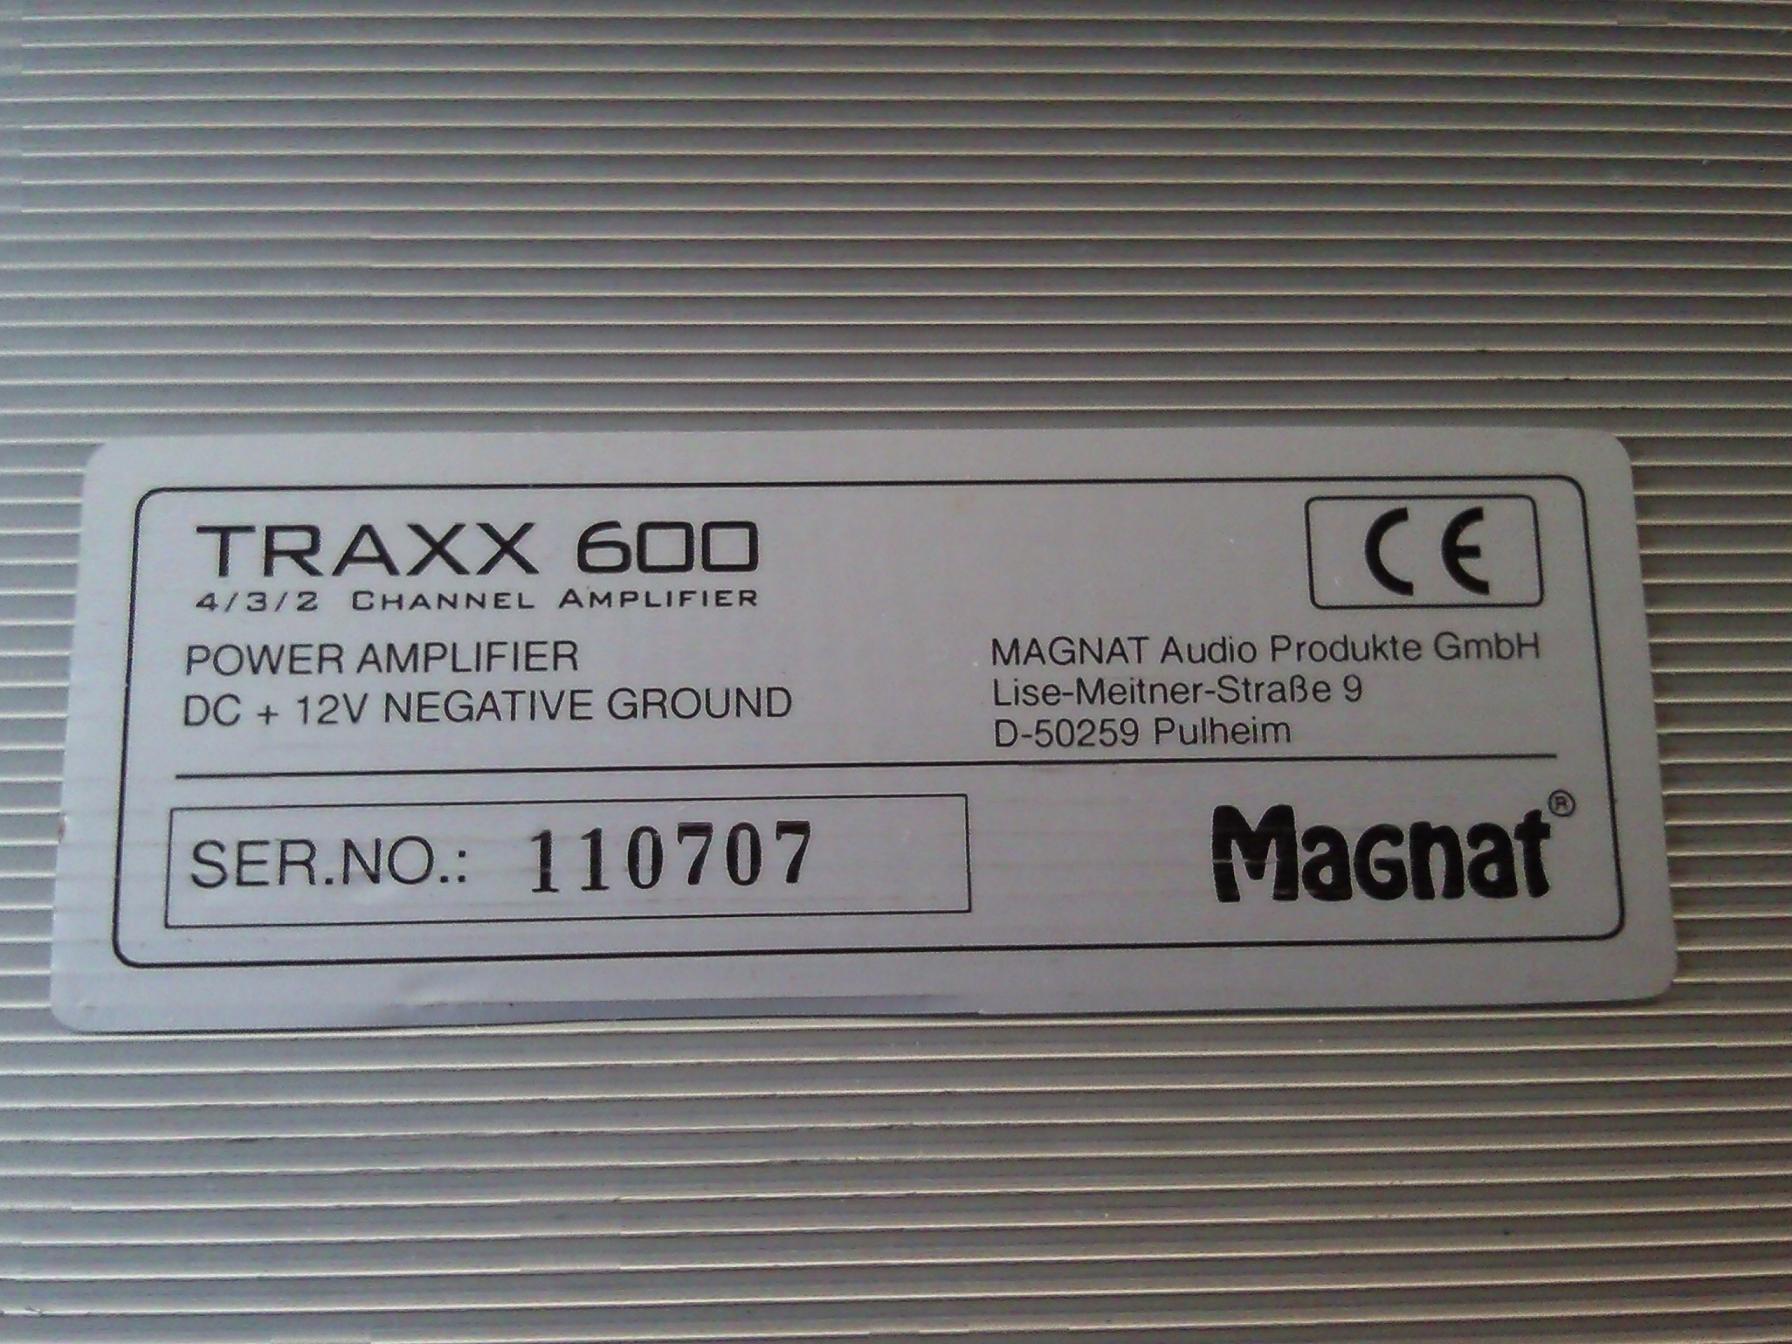 TRAXX 600
4/3/2 CHANNEL AMPLIFIER
POWER AMPLIFIER
DC + 12V NEGATIVE GROUND
CE
MAGNAT Audio Produkte GmbH
Lise-Meitner-Straße 9
D-50259 Pulheim
SER.NO.: 110707
Magnat®